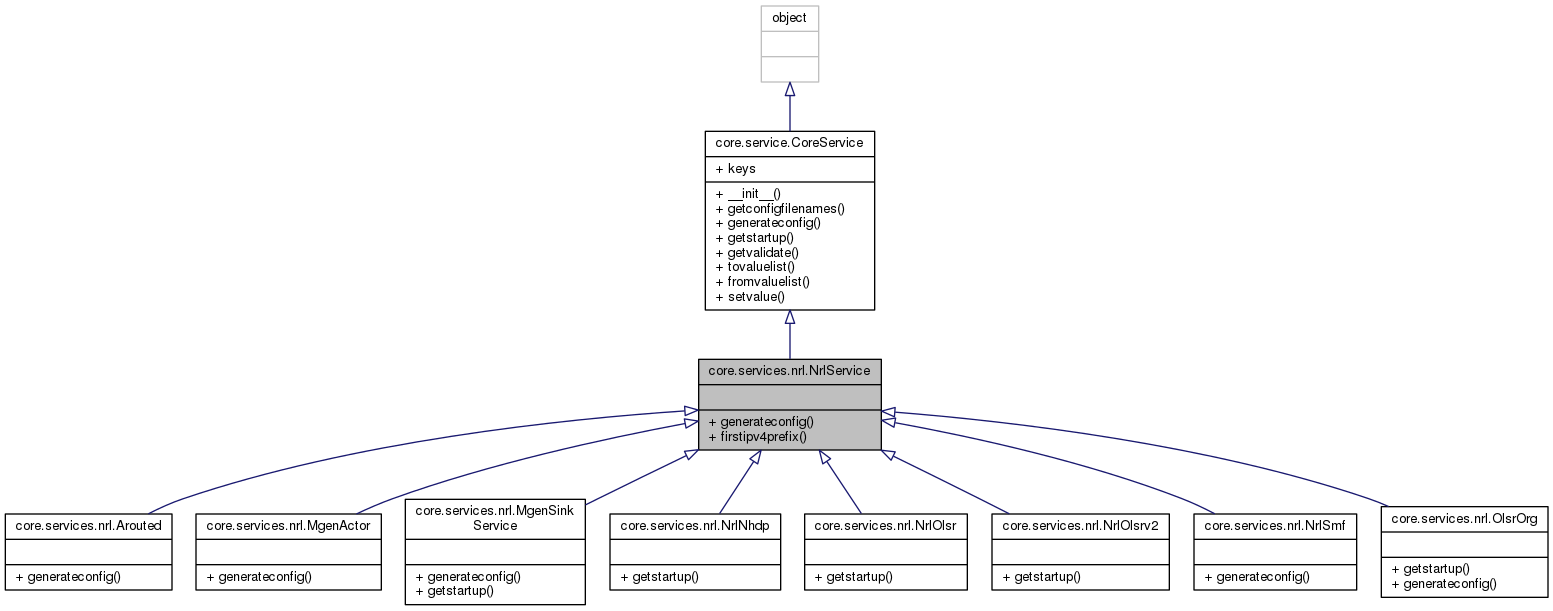 object
core.service.CoreService
+ keys
+ __init__()
+ getconfigfilenames()
+ generateconfig()
+ getstartup()
+ getvalidate()
+ tovaluelist()
+ fromvaluelist()
+ setvalue()
core.services.nrl.NrlService
+ generateconfig()
+ firstipv4prefix()
core.services.nrl.Arouted
+ generateconfig()
core.services.nrl.MgenActor
+ generateconfig()
core.services.nrl.MgenSink
Service
+ generateconfig()
+ getstartup()
core.services.nrl.NrlNhdp
+ getstartup()
core.services.nrl.NrlOlsr
+ getstartup()
core.services.nrl.NrlOlsrv2
+ getstartup()
core.services.nrl.NrlSmf
+ generateconfig()
core.services.nrl.OlsrOrg
+ getstartup()
+ generateconfig()